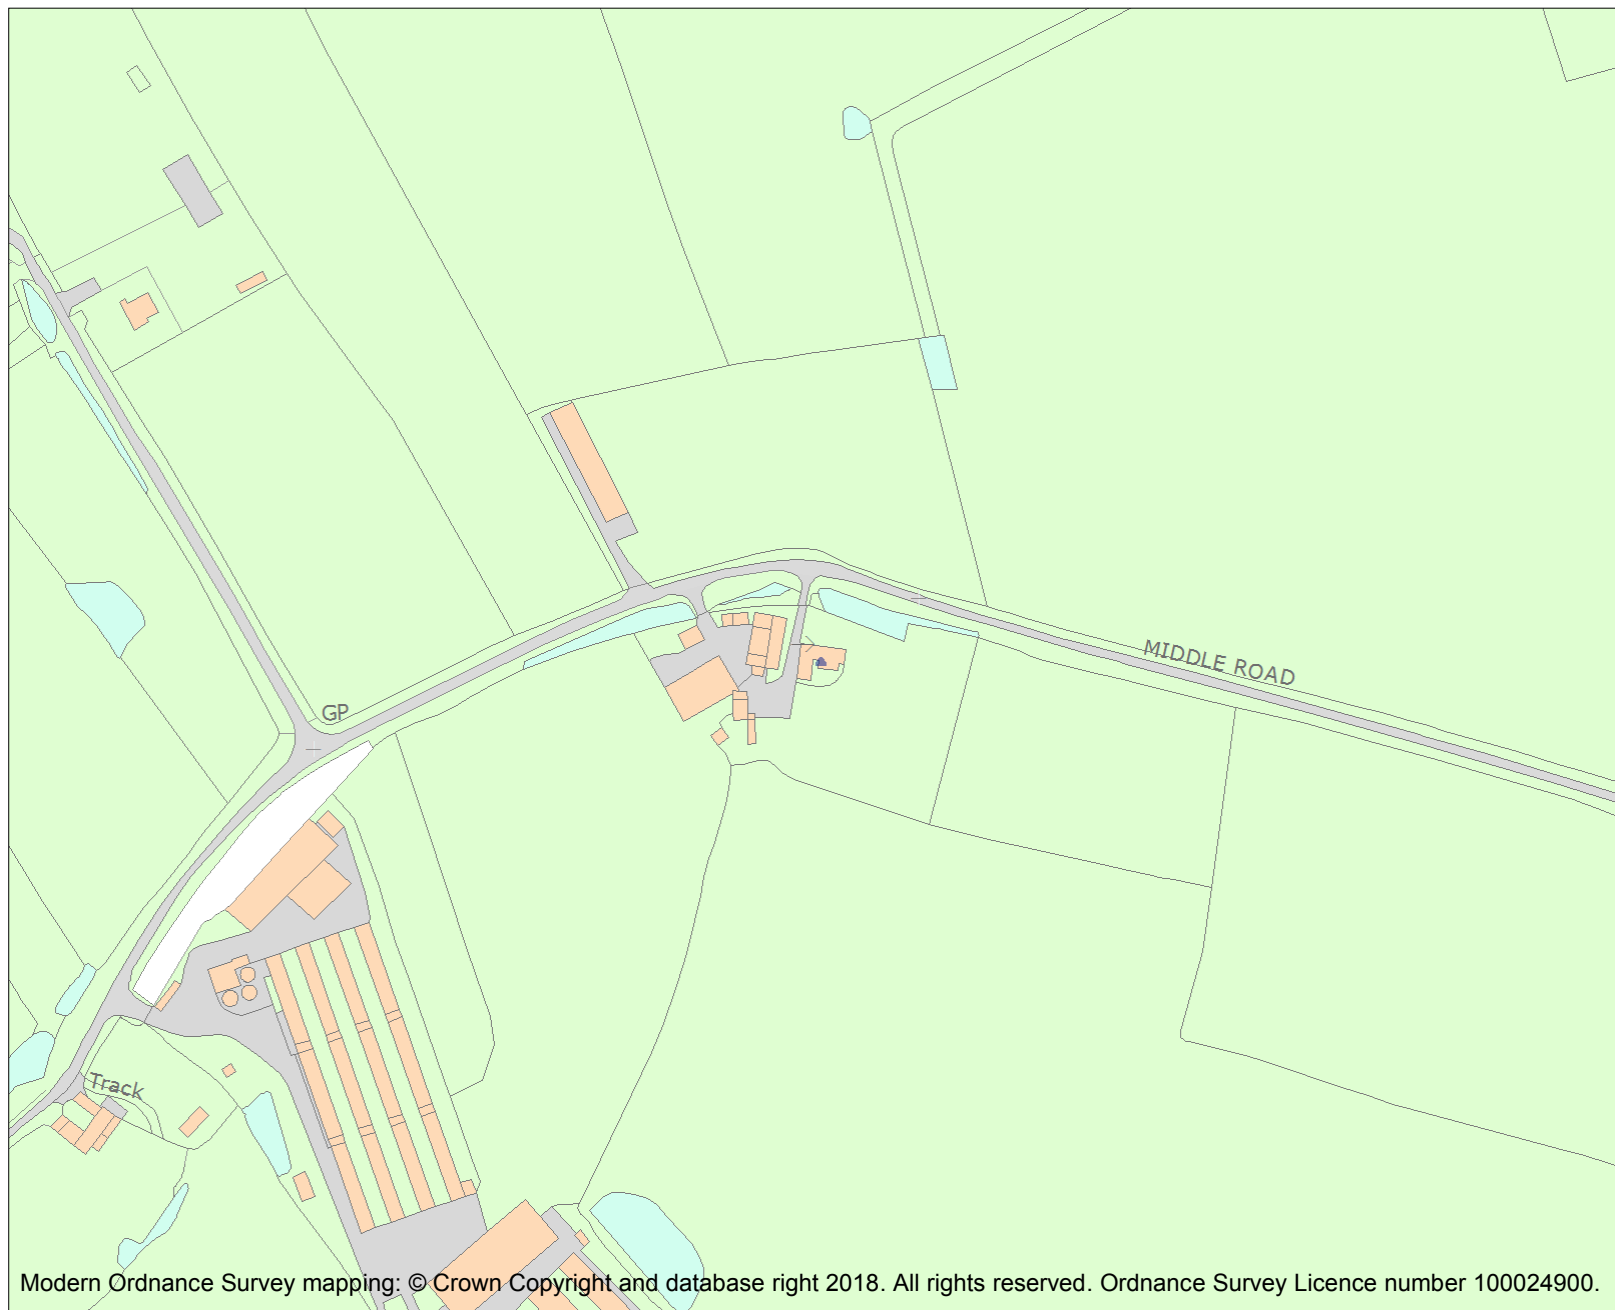 MIDDLE ROAD
GP
Track
Modern Ordnance Survey mapping: © Crown Copyright and database right 2018. All rights reserved. Ordnance Survey Licence number 100024900.